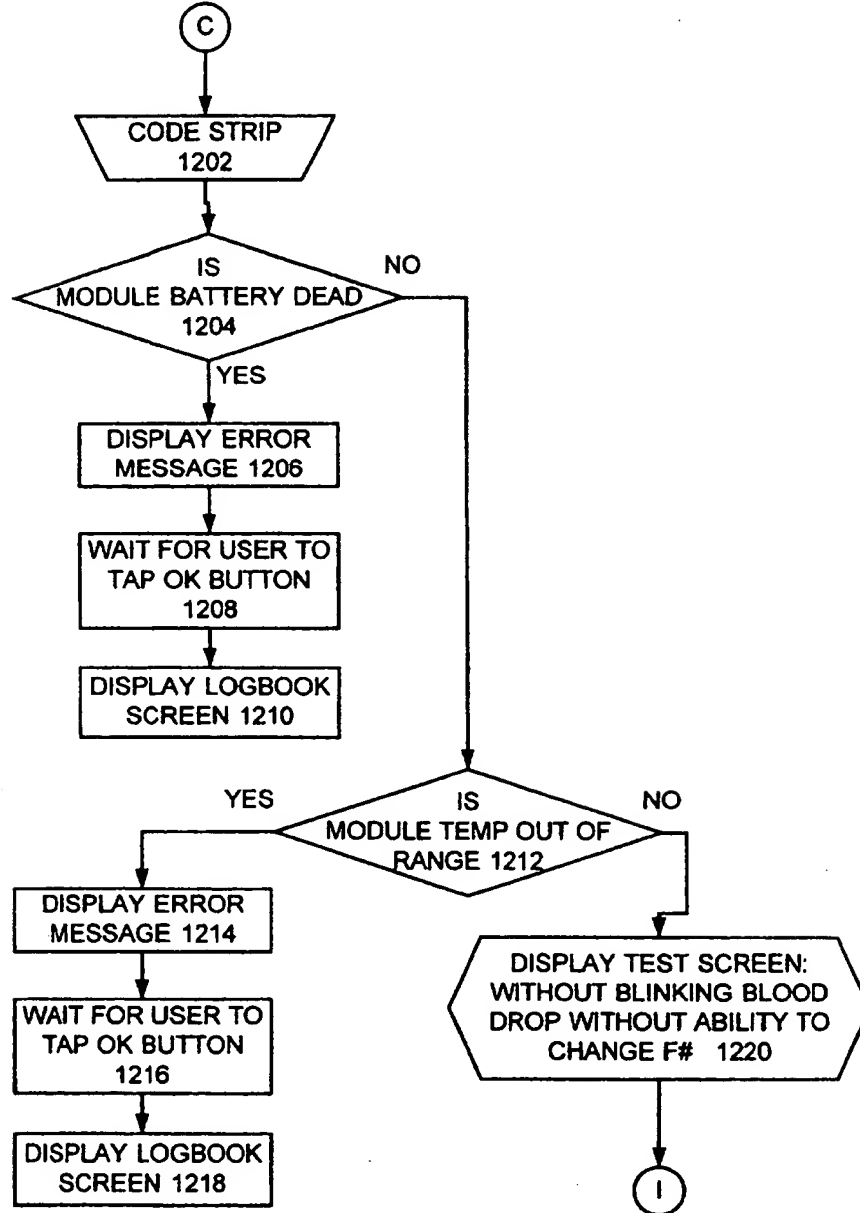 C
CODE STRIP
1202
IS
MODULE BATTERY DEAD
1204
NO
YES
DISPLAY ERROR
MESSAGE 1206
WAIT FOR USER TO
TAP OK BUTTON
1208
DISPLAY LOGBOOK
SCREEN 1210
YES
IS
MODULE TEMP OUT OF
RANGE 1212
NO
DISPLAY ERROR
MESSAGE 1214
WAIT FOR USER TO
TAP OK BUTTON
1216
DISPLAY LOGBOOK
SCREEN 1218
DISPLAY TEST SCREEN:
WITHOUT BLINKING BLOOD
DROP WITHOUT ABILITY TO
CHANGE F# 1220
I